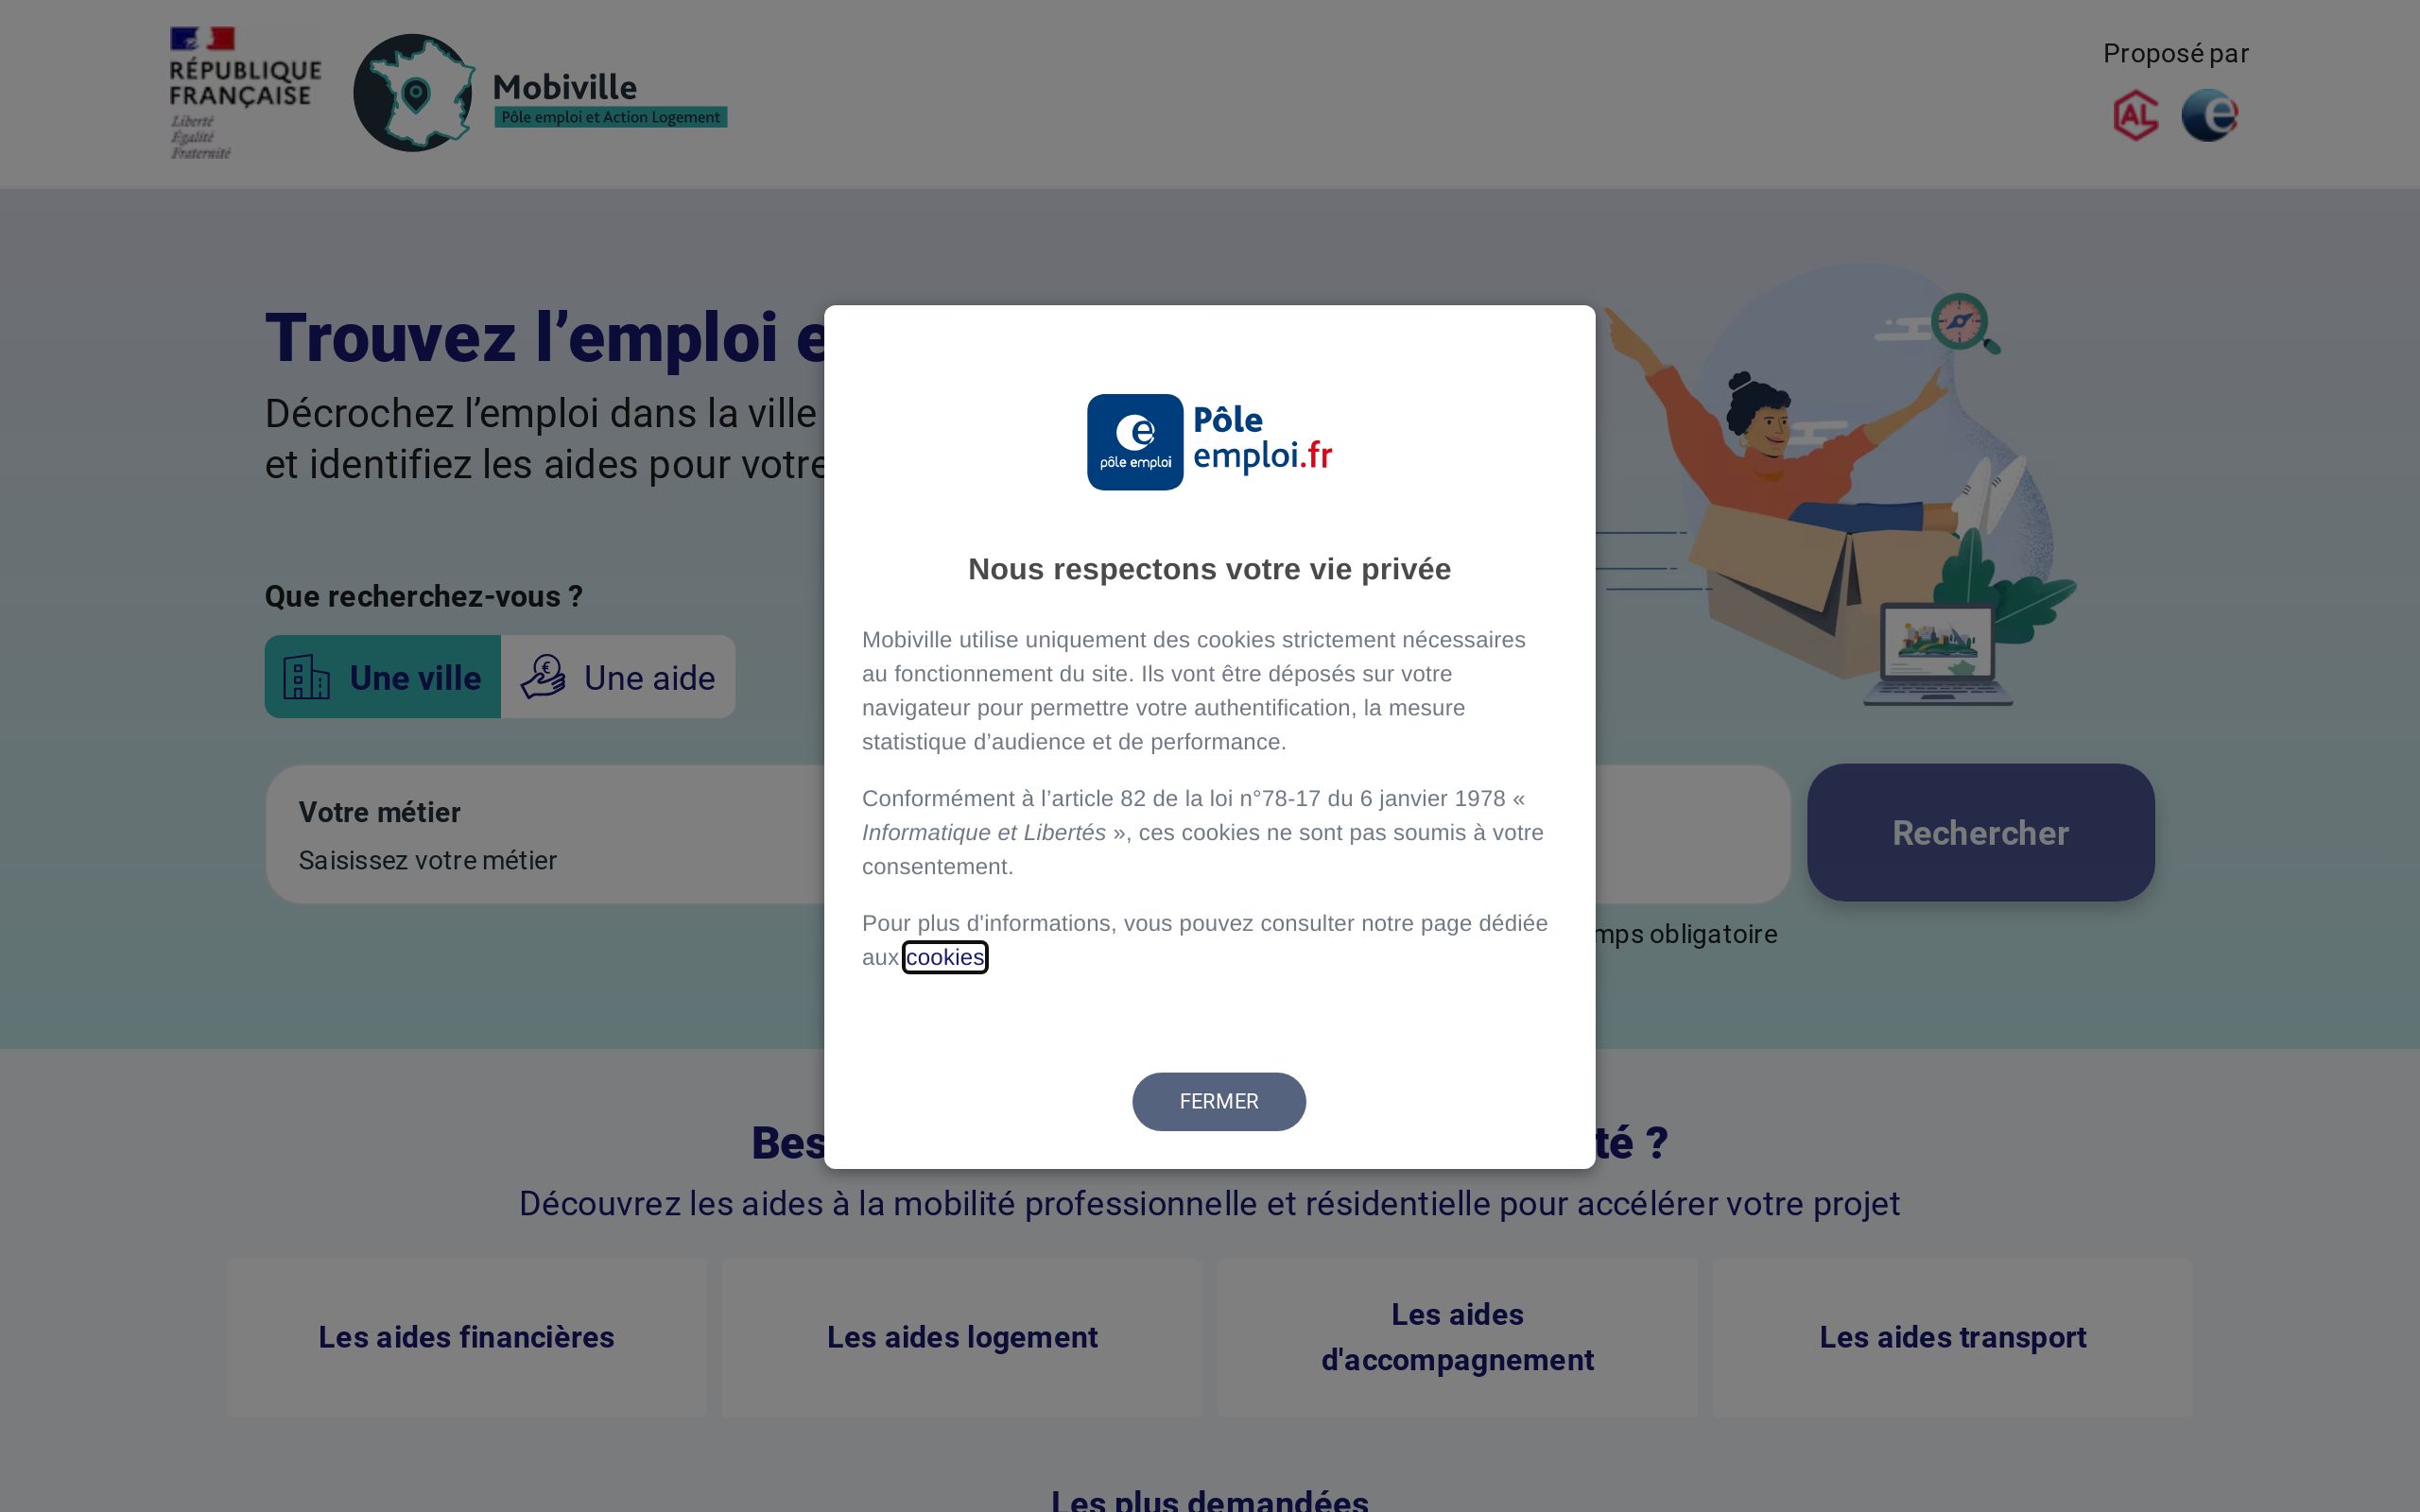 RÉPUBLIQUE
FRANÇAISE
Liberté
Égalité
Fraternité
Mobiville
Pôle emploi et Action Logement
Proposé par
AL
e
Trouvez l’emploi e
Décrochez l’emploi dans la ville
et identifiez les aides pour votre
Que recherchez-vous ?
Une ville
Une aide
Votre métier
Saisissez votre métier
Rechercher
mps obligatoire
pôle emploi
Pôle
emploi.fr
Nous respectons votre vie privée
Mobiville utilise uniquement des cookies strictement nécessaires
au fonctionnement du site. Ils vont être déposés sur votre
navigateur pour permettre votre authentification, la mesure
statistique d’audience et de performance.
Conformément à l’article 82 de la loi n°78-17 du 6 janvier 1978 «
Informatique et Libertés », ces cookies ne sont pas soumis à votre
consentement.
Pour plus d'informations, vous pouvez consulter notre page dédiée
aux cookies
FERMER
Bes
té ?
Découvrez les aides à la mobilité professionnelle et résidentielle pour accélérer votre projet
Les aides financières
Les aides logement
Les aides
d'accompagnement
Les aides transport
Les plus demandées